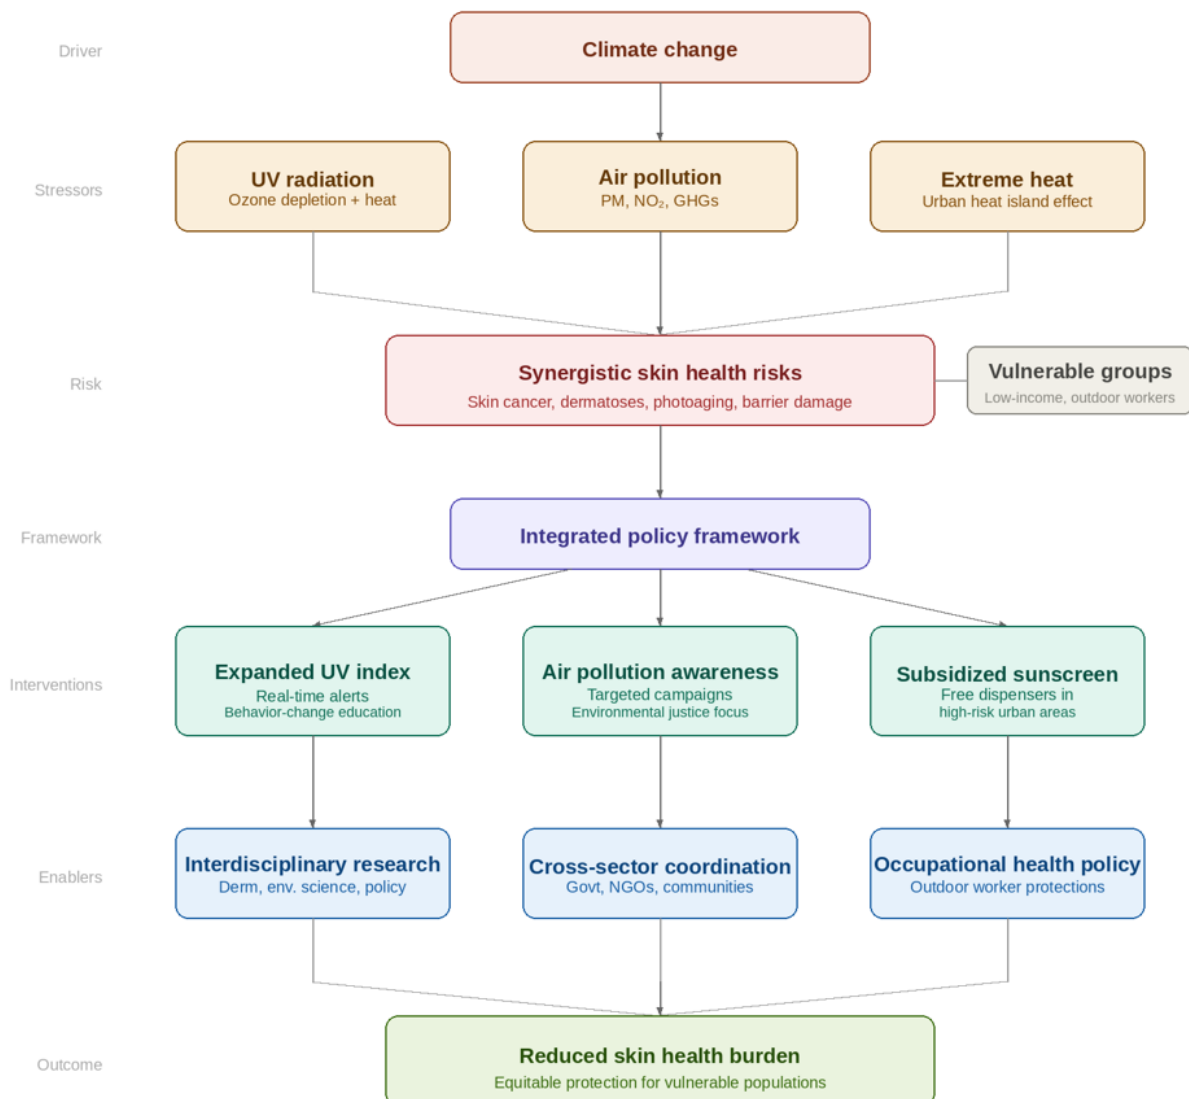 Driver
Climate change
Stressors
UV radiation
Ozone depletion + heat
Air pollution
PM, NO₂, GHGs
Extreme heat
Urban heat island effect
Risk
Synergistic skin health risks
Skin cancer, dermatoses, photoaging, barrier damage
Vulnerable groups
Low-income, outdoor workers
Framework
Integrated policy framework
Interventions
Expanded UV index
Real-time alerts
Behavior-change education
Air pollution awareness
Targeted campaigns
Environmental justice focus
Subsidized sunscreen
Free dispensers in
high-risk urban areas
Enablers
Interdisciplinary research
Derm, env. science, policy
Cross-sector coordination
Govt, NGOs, communities
Occupational health policy
Outdoor worker protections
Outcome
Reduced skin health burden
Equitable protection for vulnerable populations